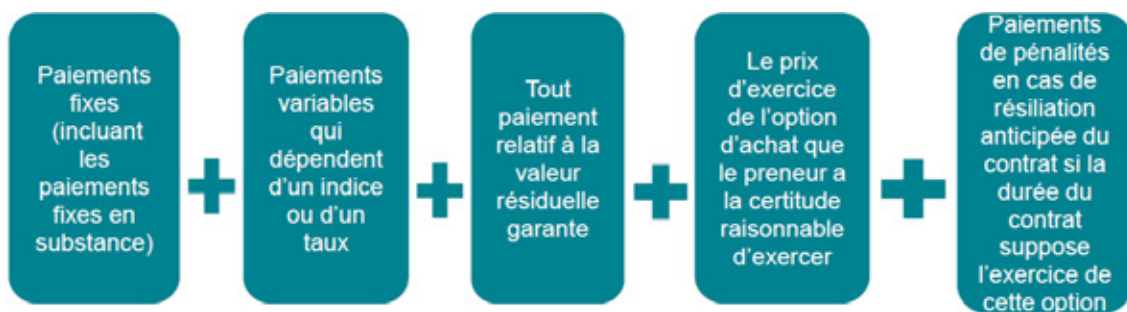 Paiements
fixes
(incluant
les
paiements
fixes en
substance)
Paiements
variables
qui
dépendent
d'un indice
ou d'un
taux
Tout
paiement
relatif à la
valeur
résiduelle
garante
Le prix
d'exercice
de l'option
d'achat que
le preneur a
la certitude
raisonnable
d'exercer
Paiements
de pénalités
en cas de
résiliation
anticipée du
contrat si la
durée du
contrat
suppose
l'exercice de
cette option